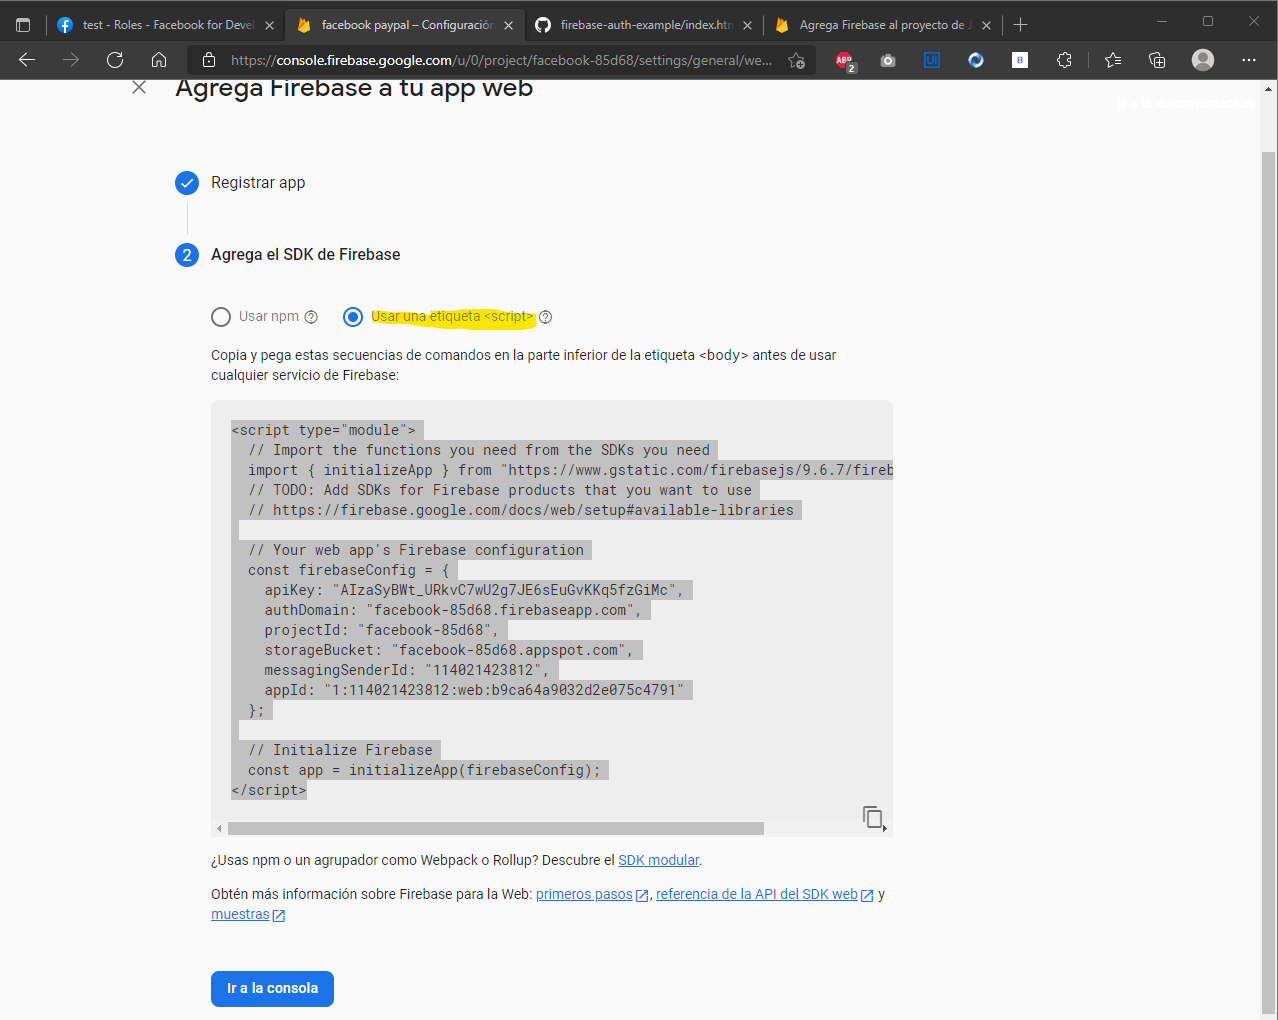 test - Roles - Facebook for Devel
facebook paypal – Configuración
firebase-auth-example/index.htm
Agrega Firebase al proyecto de J
https://console.firebase.google.com/u/0/project/facebook-85d68/settings/general/we...
ABP
2
UI
B
Agrega Firebase a tu app web
Ir a la documentación
Registrar app
2 Agrega el SDK de Firebase
Usar npm ? Usar una etiqueta <script> ?
Copia y pega estas secuencias de comandos en la parte inferior de la etiqueta <body> antes de usar
cualquier servicio de Firebase:
<script type="module">
// Import the functions you need from the SDKs you need
import { initializeApp } from "https://www.gstatic.com/firebasejs/9.6.7/fireb
// TODO: Add SDKs for Firebase products that you want to use
// https://firebase.google.com/docs/web/setup#available-libraries
// Your web app's Firebase configuration
const firebaseConfig = {
apiKey: "AIzaSyBWt_URkvC7wU2g7JE6sEuGvKKq5fzGiMc",
authDomain: "facebook-85d68.firebaseapp.com",
projectId: "facebook-85d68",
storageBucket: "facebook-85d68.appspot.com",
messagingSenderId: "114021423812",
appId: "1:114021423812:web:b9ca64a9032d2e075c4791"
};
// Initialize Firebase
const app = initializeApp(firebaseConfig);
</script>
¿Usas npm o un agrupador como Webpack o Rollup? Descubre el SDK modular.
Obtén más información sobre Firebase para la Web: primeros pasos, referencia de la API del SDK web y
muestras
Ir a la consola